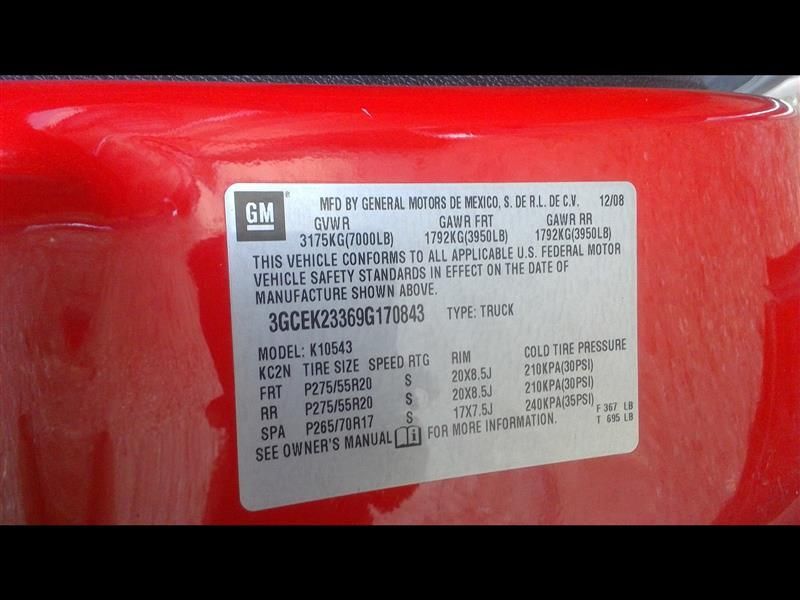 GM ® MFD BY GENERAL MOTORS DE MEXICO, S. DE R.L. DE C.V. 12/08
GVWR GAWR FRT GAWR RR
3175KG(7000LB) 1792KG(3950LB) 1792KG(3950LB)
THIS VEHICLE CONFORMS TO ALL APPLICABLE U.S. FEDERAL MOTOR
VEHICLE SAFETY STANDARDS IN EFFECT ON THE DATE OF
MANUFACTURE SHOWN ABOVE.
3GCEK23369G170843 TYPE: TRUCK
MODEL: K10543
KC2N TIRE SIZE SPEED RTG RIM COLD TIRE PRESSURE
FRT P275/55R20 S 20X8.5J 210KPA(30PSI)
RR P275/55R20 S 20X8.5J 210KPA(30PSI)
SPA P265/70R17 S 17X7.5J 240KPA(35PSI) F 367 LB
SEE OWNER'S MANUAL FOR MORE INFORMATION. T 695 LB